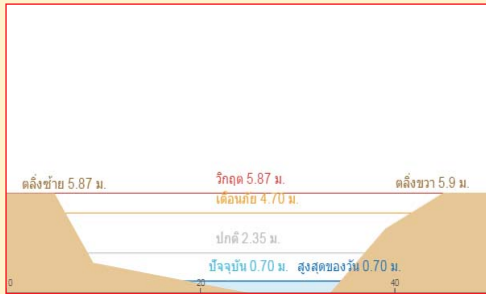 วิกฤต 5.87 ม.
ตลิ่งซ้าย 5.87 ม.
ตลิ่งขวา 5.9 ม.
เตือนภัย 4.70 ม.
ปกติ 2.35 ม.
ปัจจุบัน 0.70 ม. สูงสุดของวัน 0.70 ม.
0 20 40